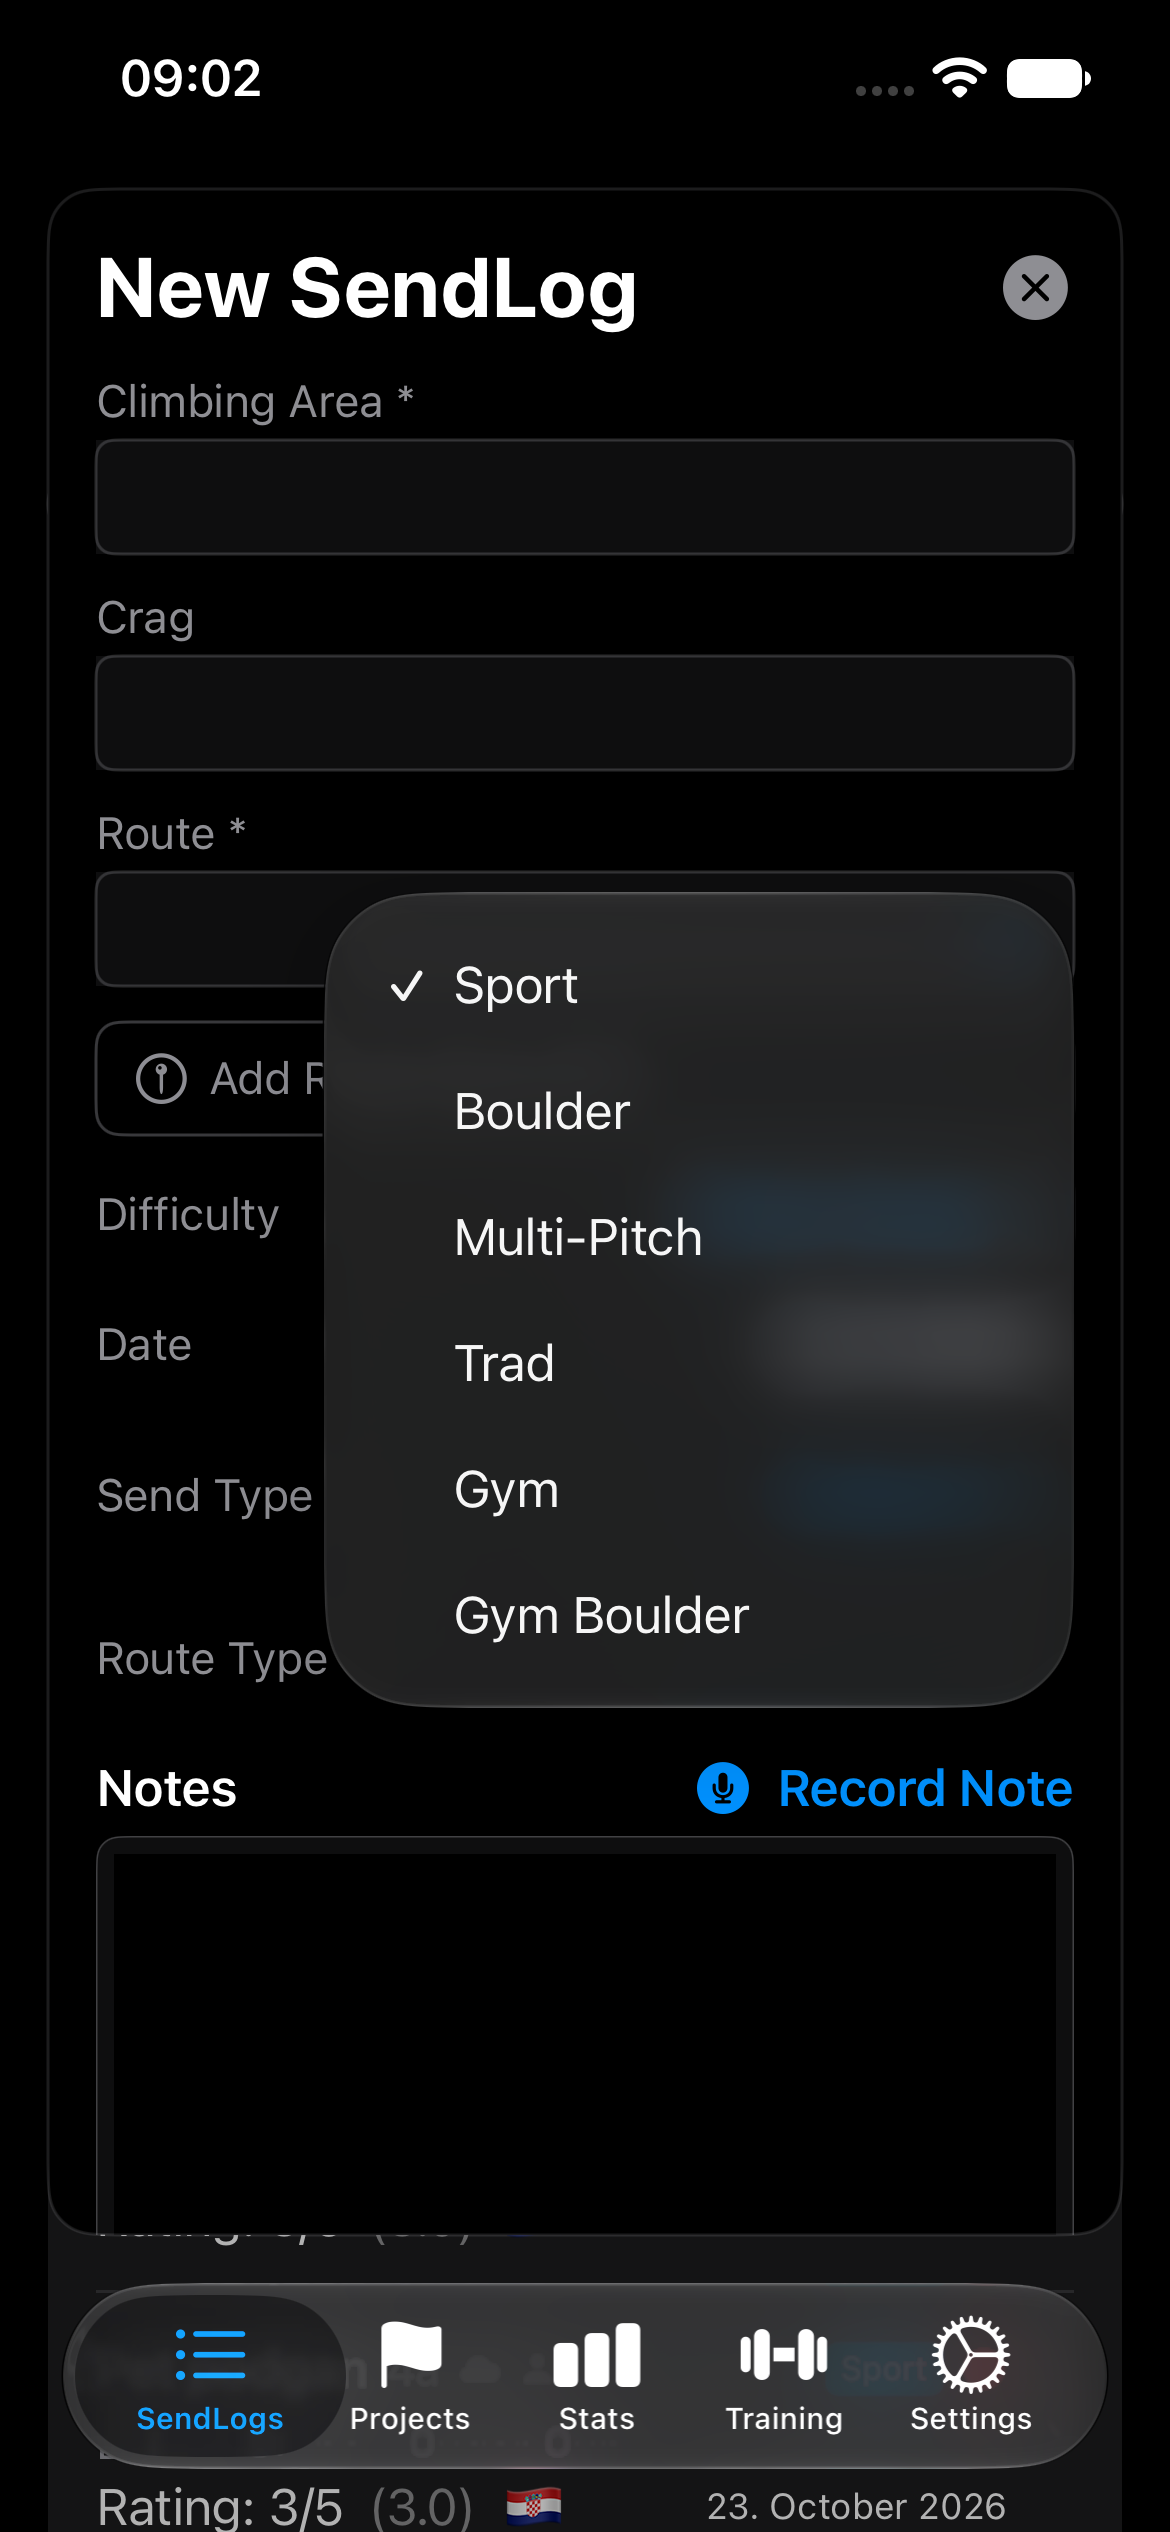 09:02
New SendLog
Climbing Area *
Crag
Route *
Sport
Add
Boulder
Difficulty
Multi-Pitch
Date
Trad
Send Type
Gym
Route Type
Gym Boulder
Notes
Record Note
SendLogs
Projects
Stats
Training
Settings
Sport
Rating: 3/5 (3.0)
23. October 2026